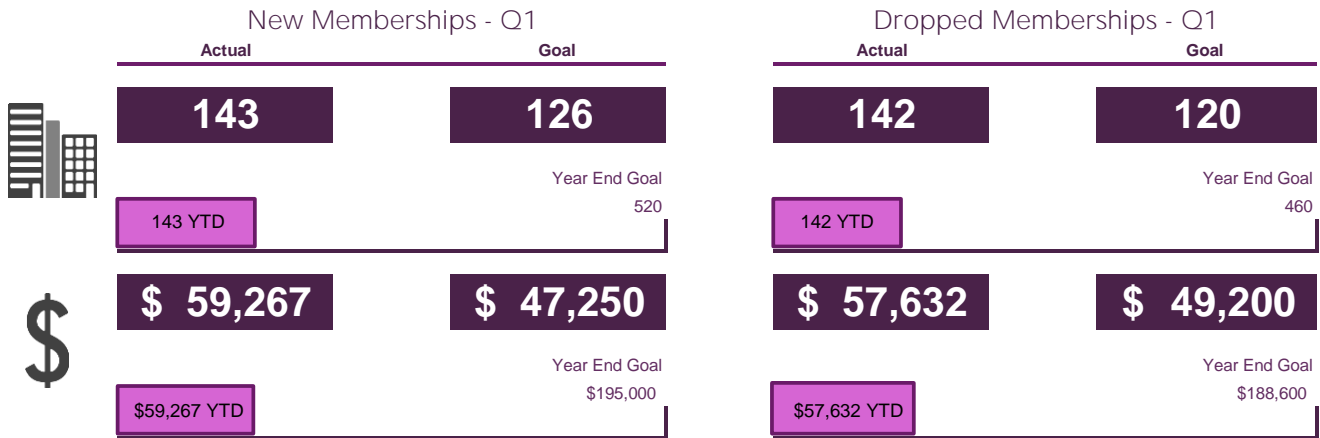 New Memberships - Q1
Actual Goal
143 126
Year End Goal
520
143 YTD
$ 59,267 $ 47,250
Year End Goal
$195,000
$59,267 YTD
Dropped Memberships - Q1
Actual Goal
142 120
Year End Goal
460
142 YTD
$ 57,632 $ 49,200
Year End Goal
$188,600
$57,632 YTD